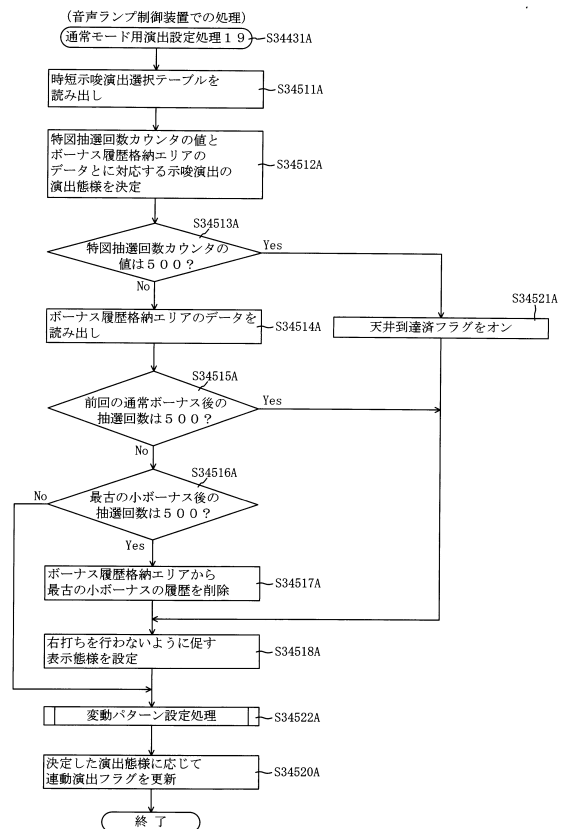 （音声ランプ制御装置での処理）
通常モード用演出設定処理１９
S34431A
時短示唆演出選択テーブルを
読み出し
S34511A
特図抽選回数カウンタの値と
ボーナス履歴格納エリアの
データとに対応する示唆演出の
演出態様を決定
S34512A
S34513A
特図抽選回数カウンタの
値は５００？
Yes
No
S34521A
天井到達済フラグをオン
ボーナス履歴格納エリアのデータを
読み出し
S34514A
S34515A
前回の通常ボーナス後の
抽選回数は５００？
Yes
No
S34516A
最古の小ボーナス後の
抽選回数は５００？
No
Yes
ボーナス履歴格納エリアから
最古の小ボーナスの履歴を削除
S34517A
右打ちを行わないように促す
表示態様を設定
S34518A
変動パターン設定処理
S34522A
決定した演出態様に応じて
連動演出フラグを更新
S34520A
終 了